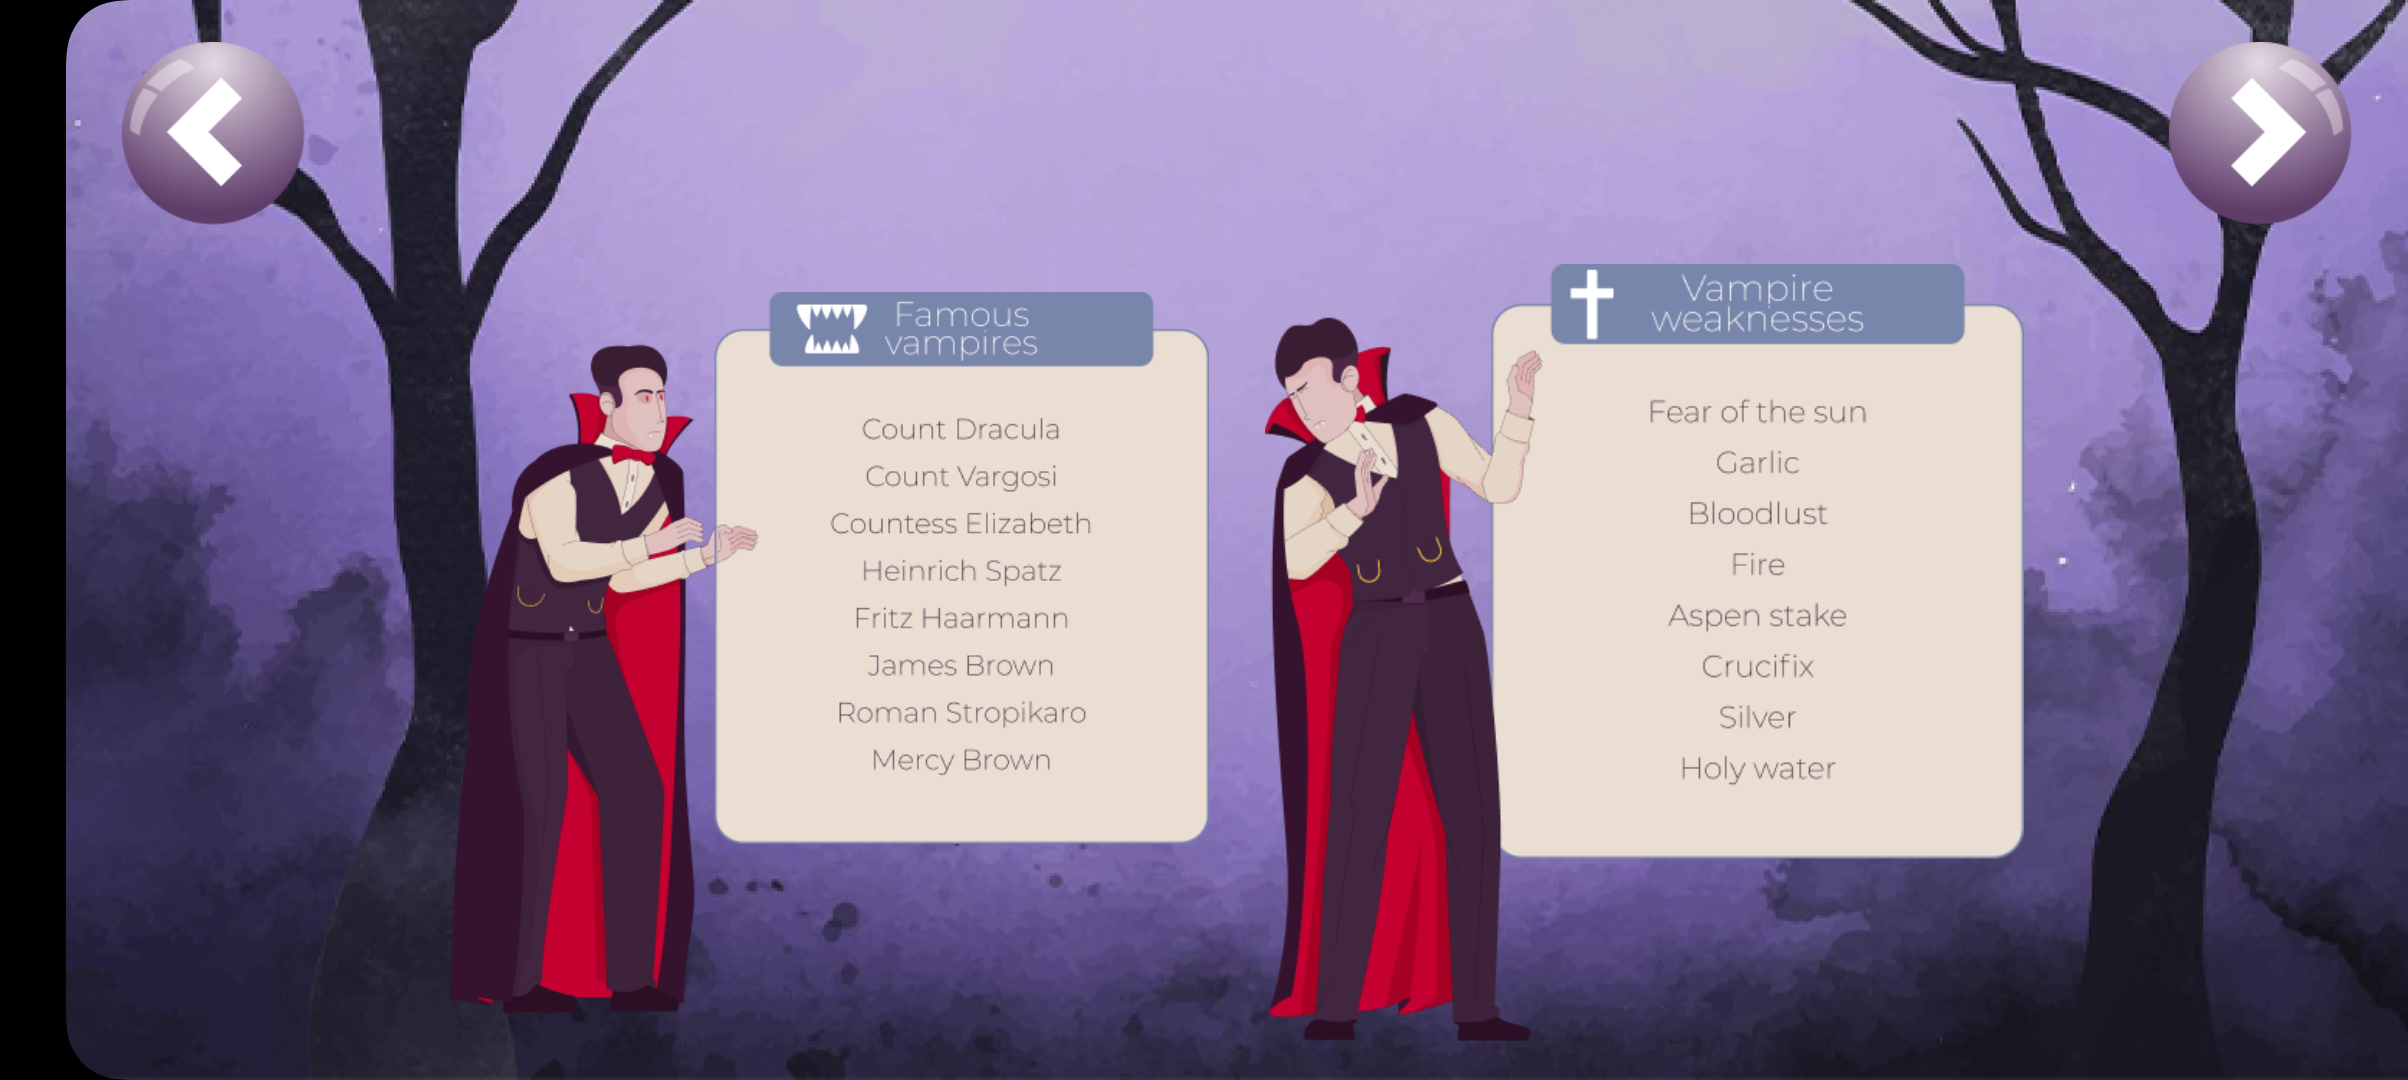 Famous
vampires
Count Dracula
Count Vargosi
Countess Elizabeth
Heinrich Spatz
Fritz Haarmann
James Brown
Roman Stropikaro
Mercy Brown
Vampire
weaknesses
Fear of the sun
Garlic
Bloodlust
Fire
Aspen stake
Crucifix
Silver
Holy water